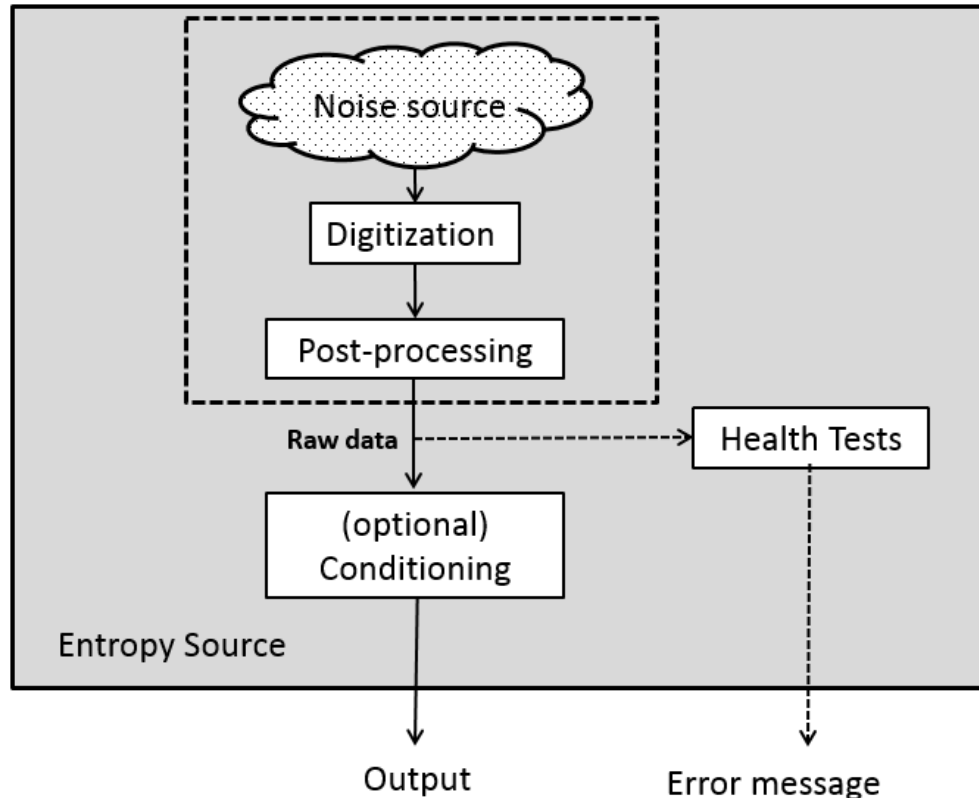 Noise source
Digitization
Post-processing
Raw data
Health Tests
(optional)
Conditioning
Entropy Source
Output
Error message